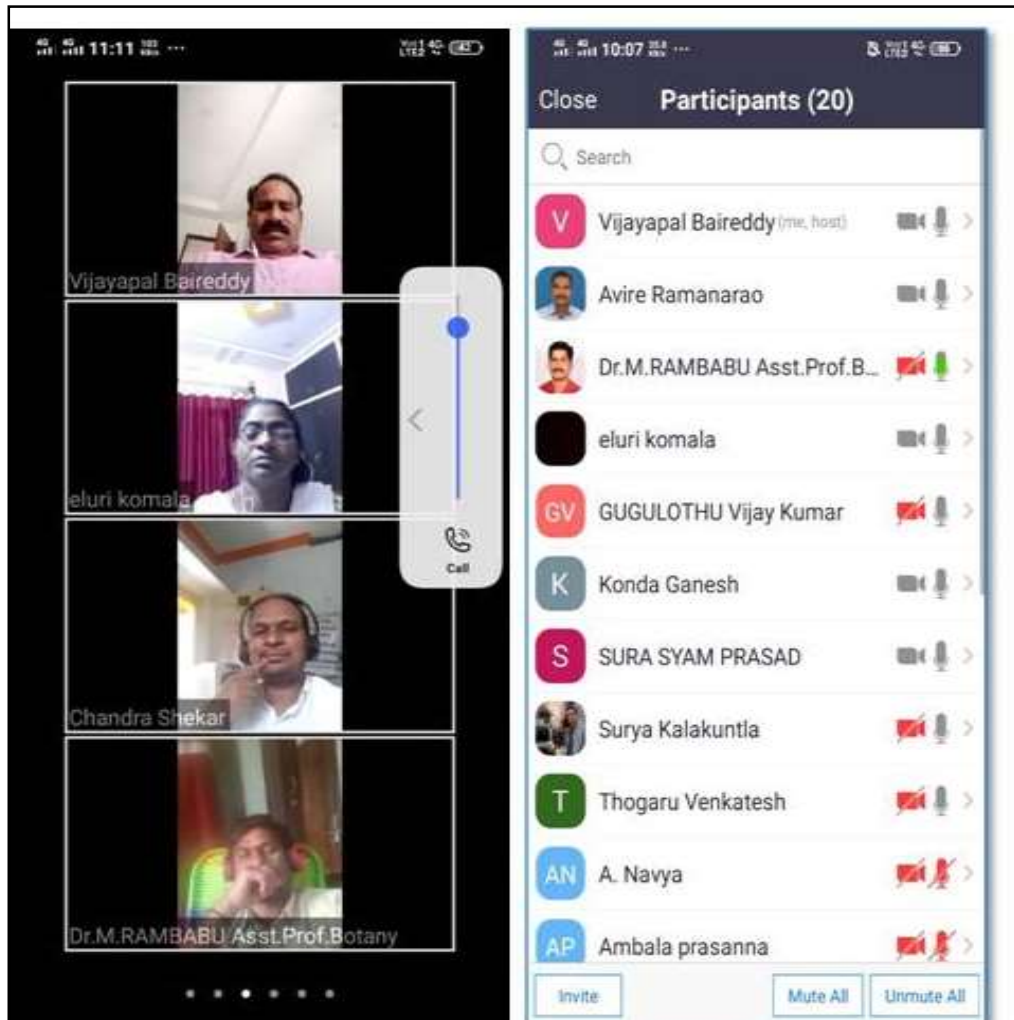 11:11
Vijayapal Baireddy
eluri komala
Call
Chandra Shekar
Dr.M.RAMBABU Asst.Prof.Botany
10:07
Close Participants (20)
Search
V Vijayapal Baireddy (me, host)
Avire Ramanarao
Dr.M.RAMBABU Asst.Prof.B...
eluri komala
GV GUGULOTHU Vijay Kumar
K Konda Ganesh
S SURA SYAM PRASAD
Surya Kalakuntla
T Thogaru Venkatesh
AN A. Navya
AP Ambala prasanna
Invite Mute All Unmute All